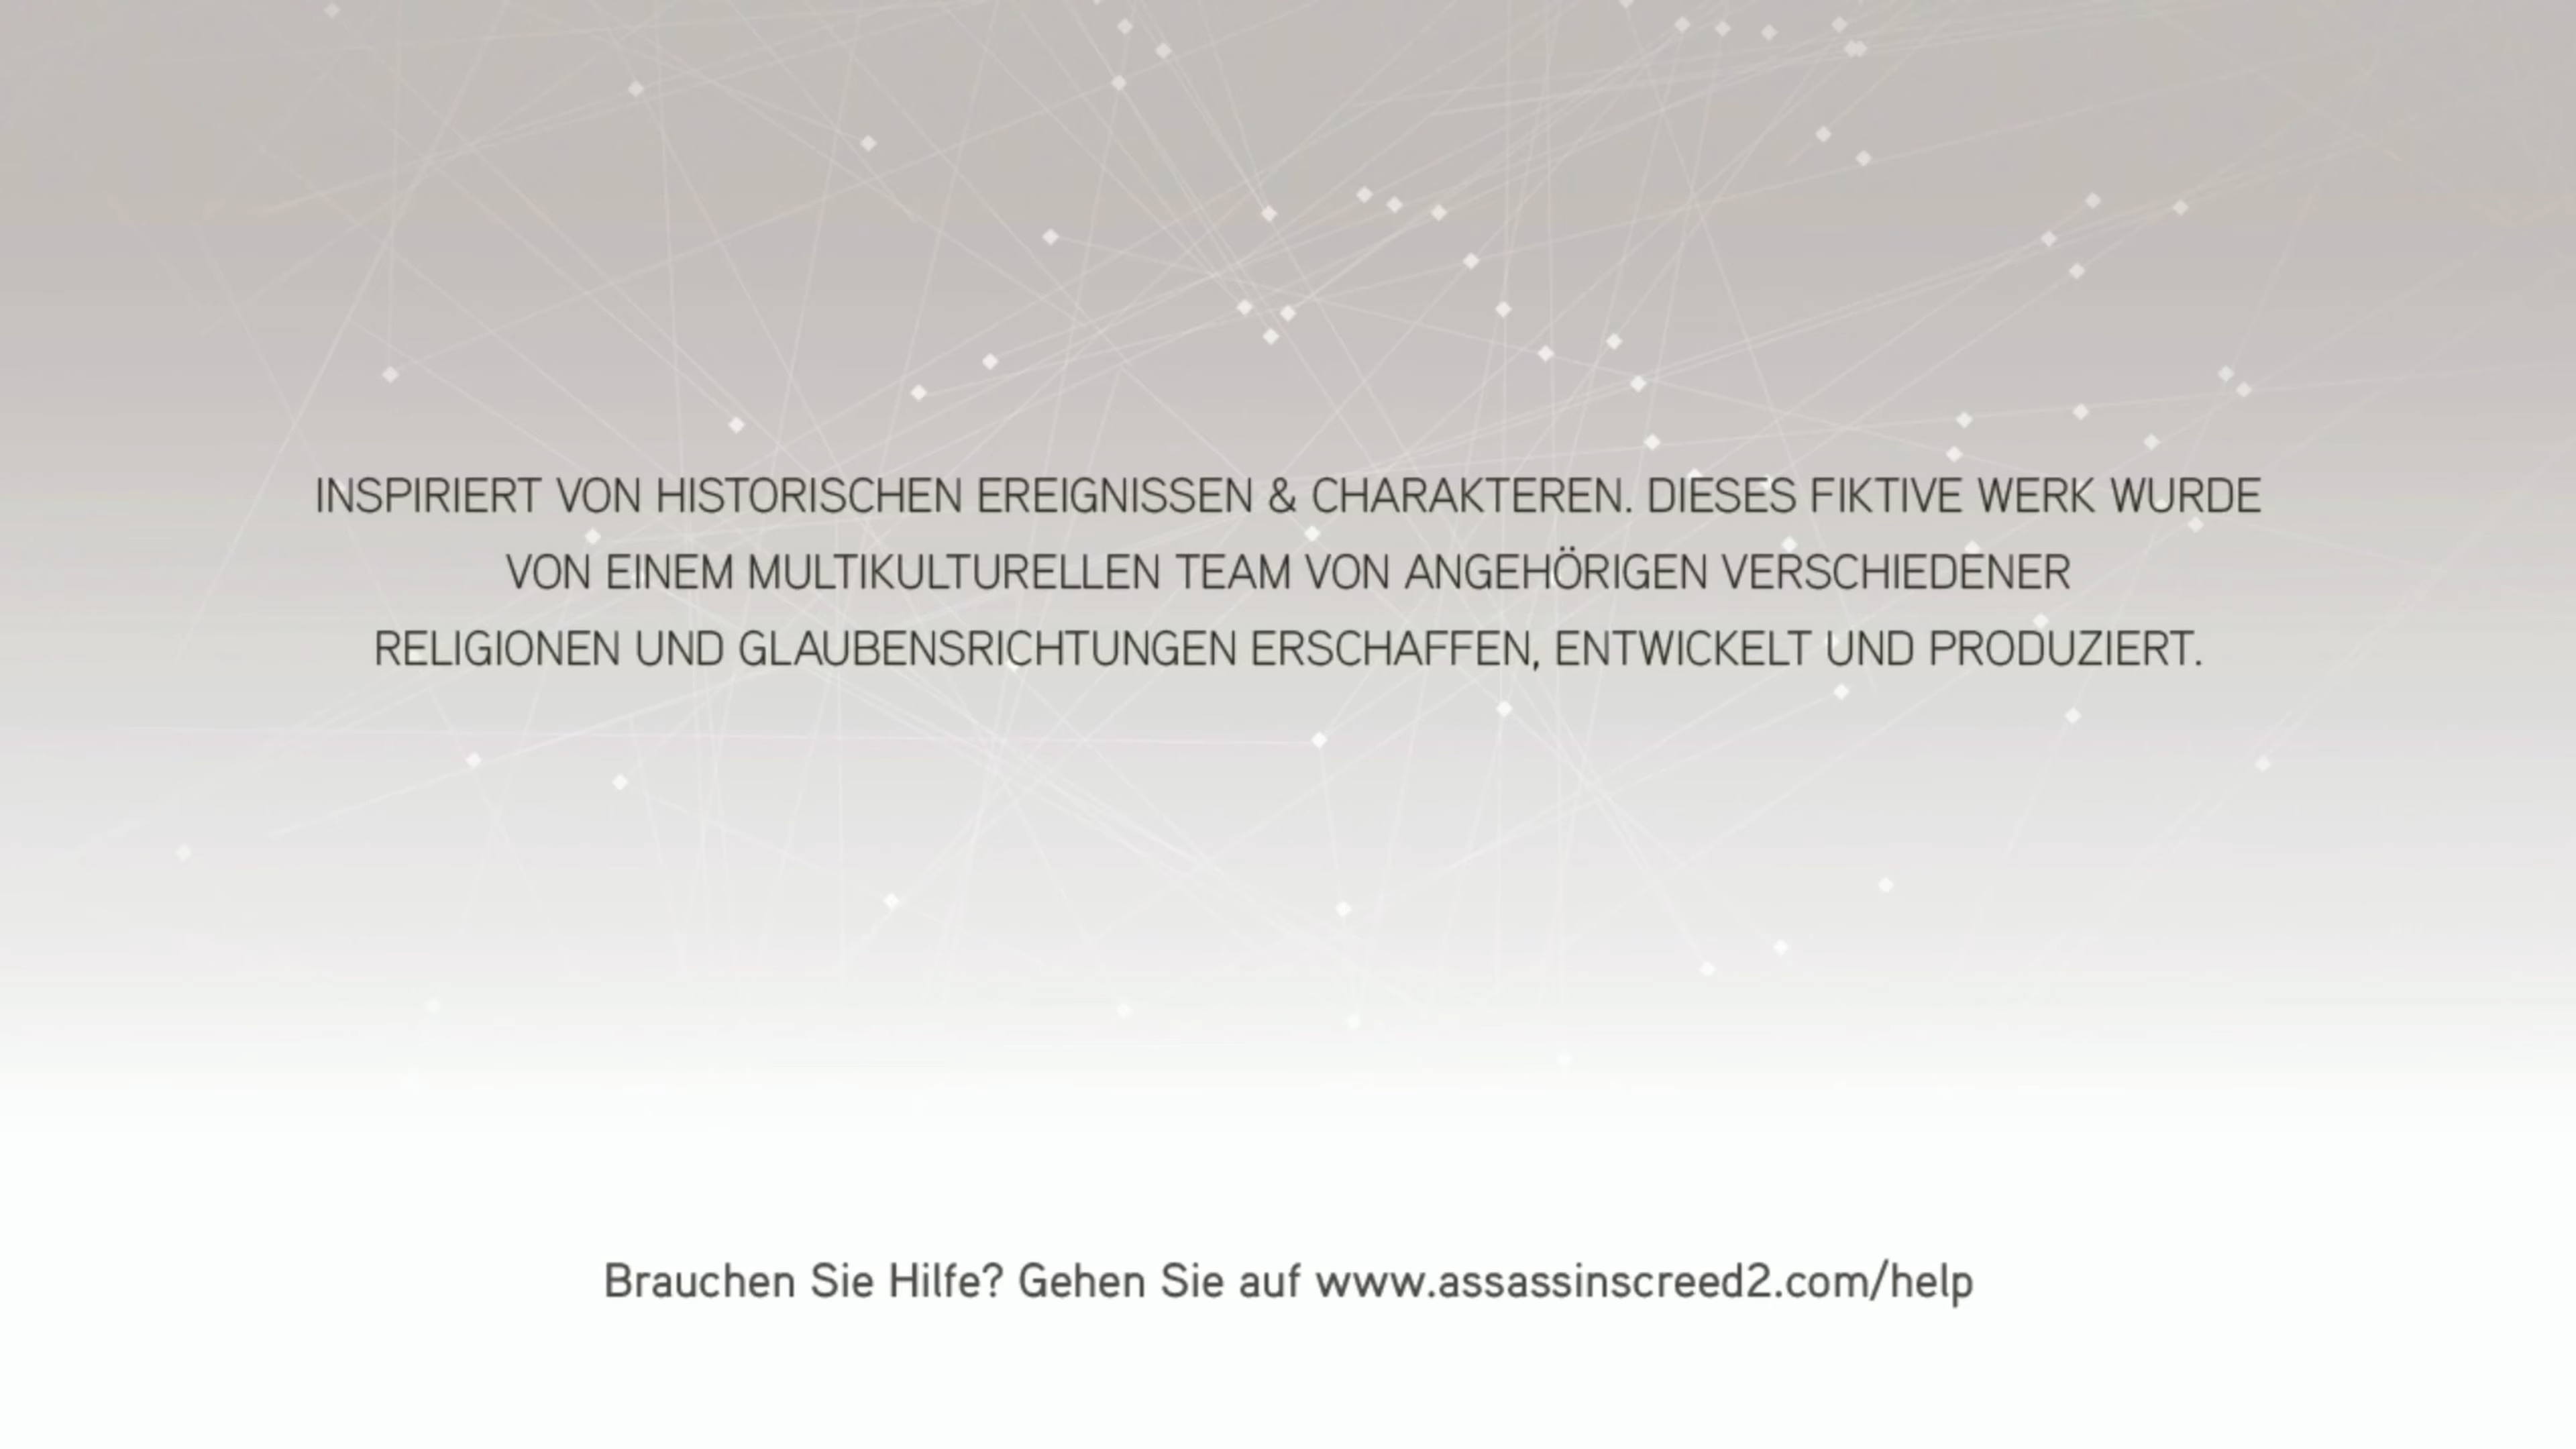 INSPIRIERT VON HISTORISCHEN EREIGNISSEN & CHARAKTEREN. DIESES FIKTIVE WERK WURDE
VON EINEM MULTIKULTURELLEN TEAM VON ANGEHÖRIGEN VERSCHIEDENER
RELIGIONEN UND GLAUBENSRICHTUNGEN ERSCHAFFEN, ENTWICKELT UND PRODUZIERT.
Brauchen Sie Hilfe? Gehen Sie auf www.assassinscreed2.com/help